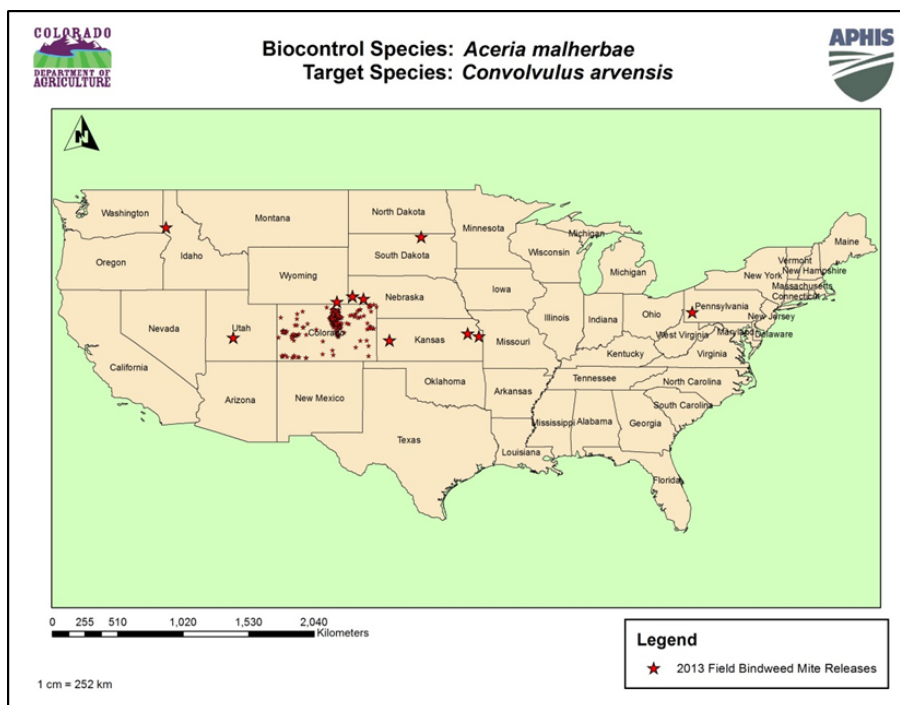 COLORADO
DEPARTMENT OF
AGRICULTURE
Biocontrol Species: Aceria malherbae
Target Species: Convolvulus arvensis
APHIS
N
Washington
Montana
North Dakota
Minnesota
Michigan
Maine
Oregon
Idaho
South Dakota
Wisconsin
Michigan
Vermont
New Hampshire
New York
Massachusetts
Connecticut
Wyoming
Iowa
Nebraska
Pennsylvania
New Jersey
Nevada
Utah
Colorado
Kansas
Missouri
Illinois
Indiana
Ohio
West Virginia
Maryland
Delaware
Virginia
Kentucky
California
Arizona
New Mexico
Oklahoma
Arkansas
Tennessee
North Carolina
South Carolina
Texas
Louisiana
Mississippi
Alabama
Georgia
Florida
0 255 510 1,020 1,530 2,040
Kilometers
1 cm = 252 km
Legend
2013 Field Bindweed Mite Releases